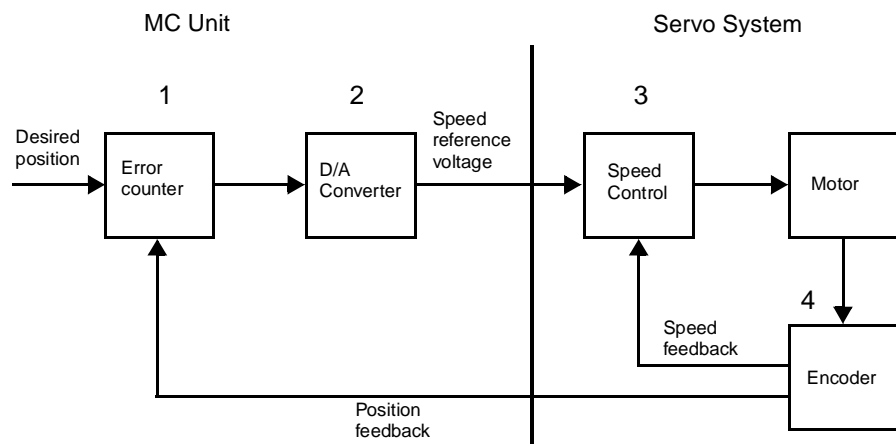 MC Unit
Servo System
1
2
3
Desired
position
Error
counter
D/A
Converter
Speed
reference
voltage
Speed
Control
Motor
4
Speed
feedback
Encoder
Position
feedback